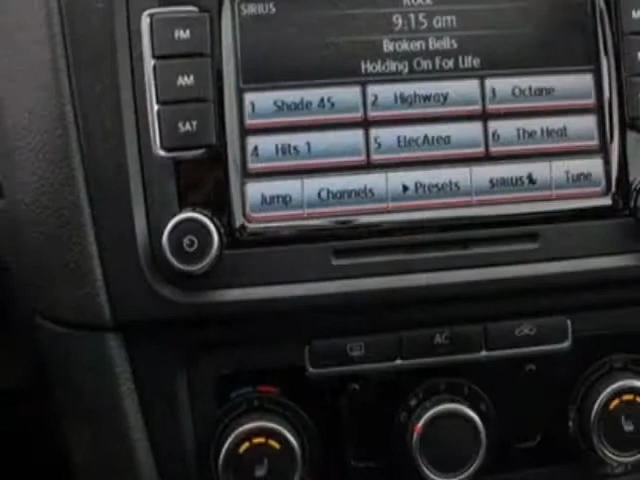 SIRIUS
Rock
9:15 am
Broken Bells
Holding On For Life
FM
AM
SAT
1 Shade 45 2 Highway 3 Octane
4 Hits 1 5 ElecArea 6 The Heat
Jump Channels Presets SIRIUS Tune
AC